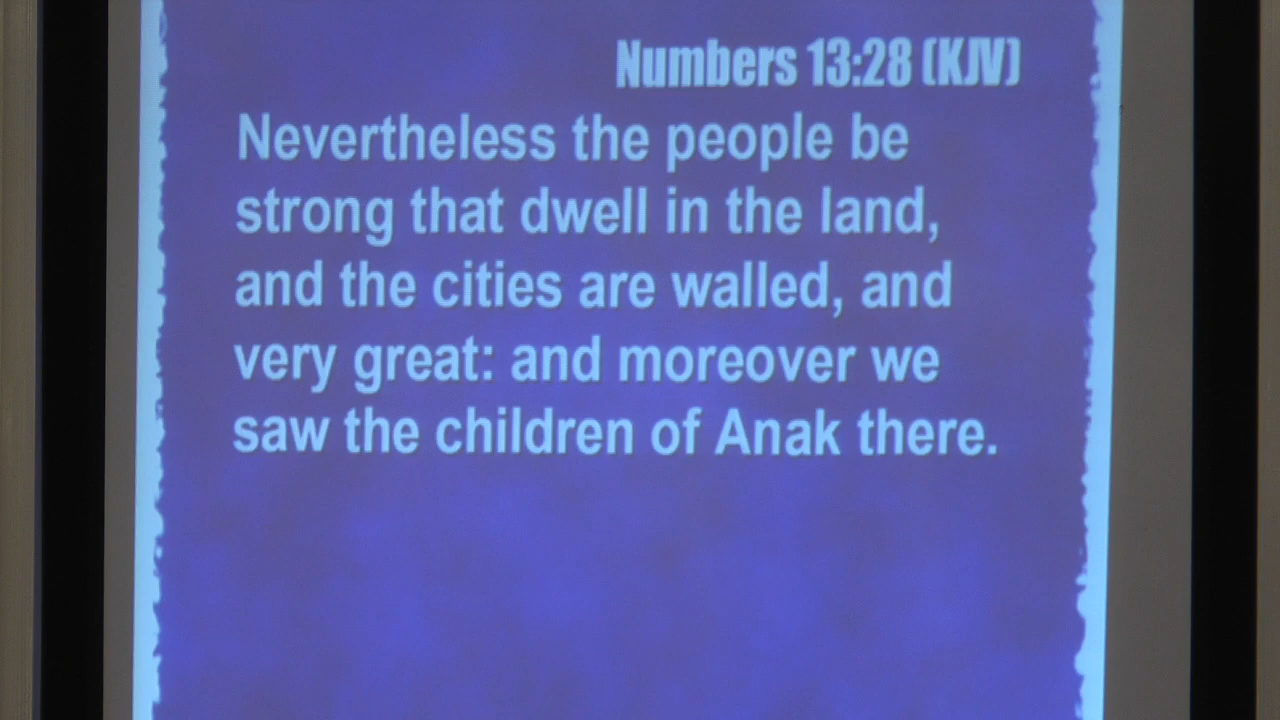 Numbers 13:28 (KJV)
Nevertheless the people be
strong that dwell in the land,
and the cities are walled, and
very great: and moreover we
saw the children of Anak there.